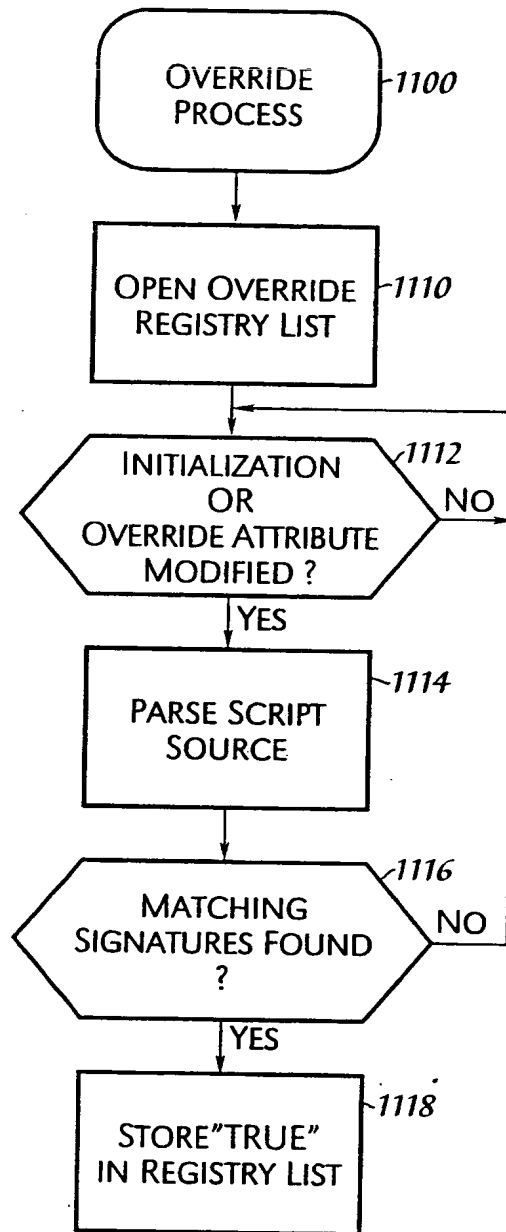 OVERRIDE
PROCESS
1100
OPEN OVERRIDE
REGISTRY LIST
1110
INITIALIZATION
OR
OVERRIDE ATTRIBUTE
MODIFIED ?
1112
NO
YES
PARSE SCRIPT
SOURCE
1114
MATCHING
SIGNATURES FOUND
?
1116
NO
YES
STORE"TRUE"
IN REGISTRY LIST
1118